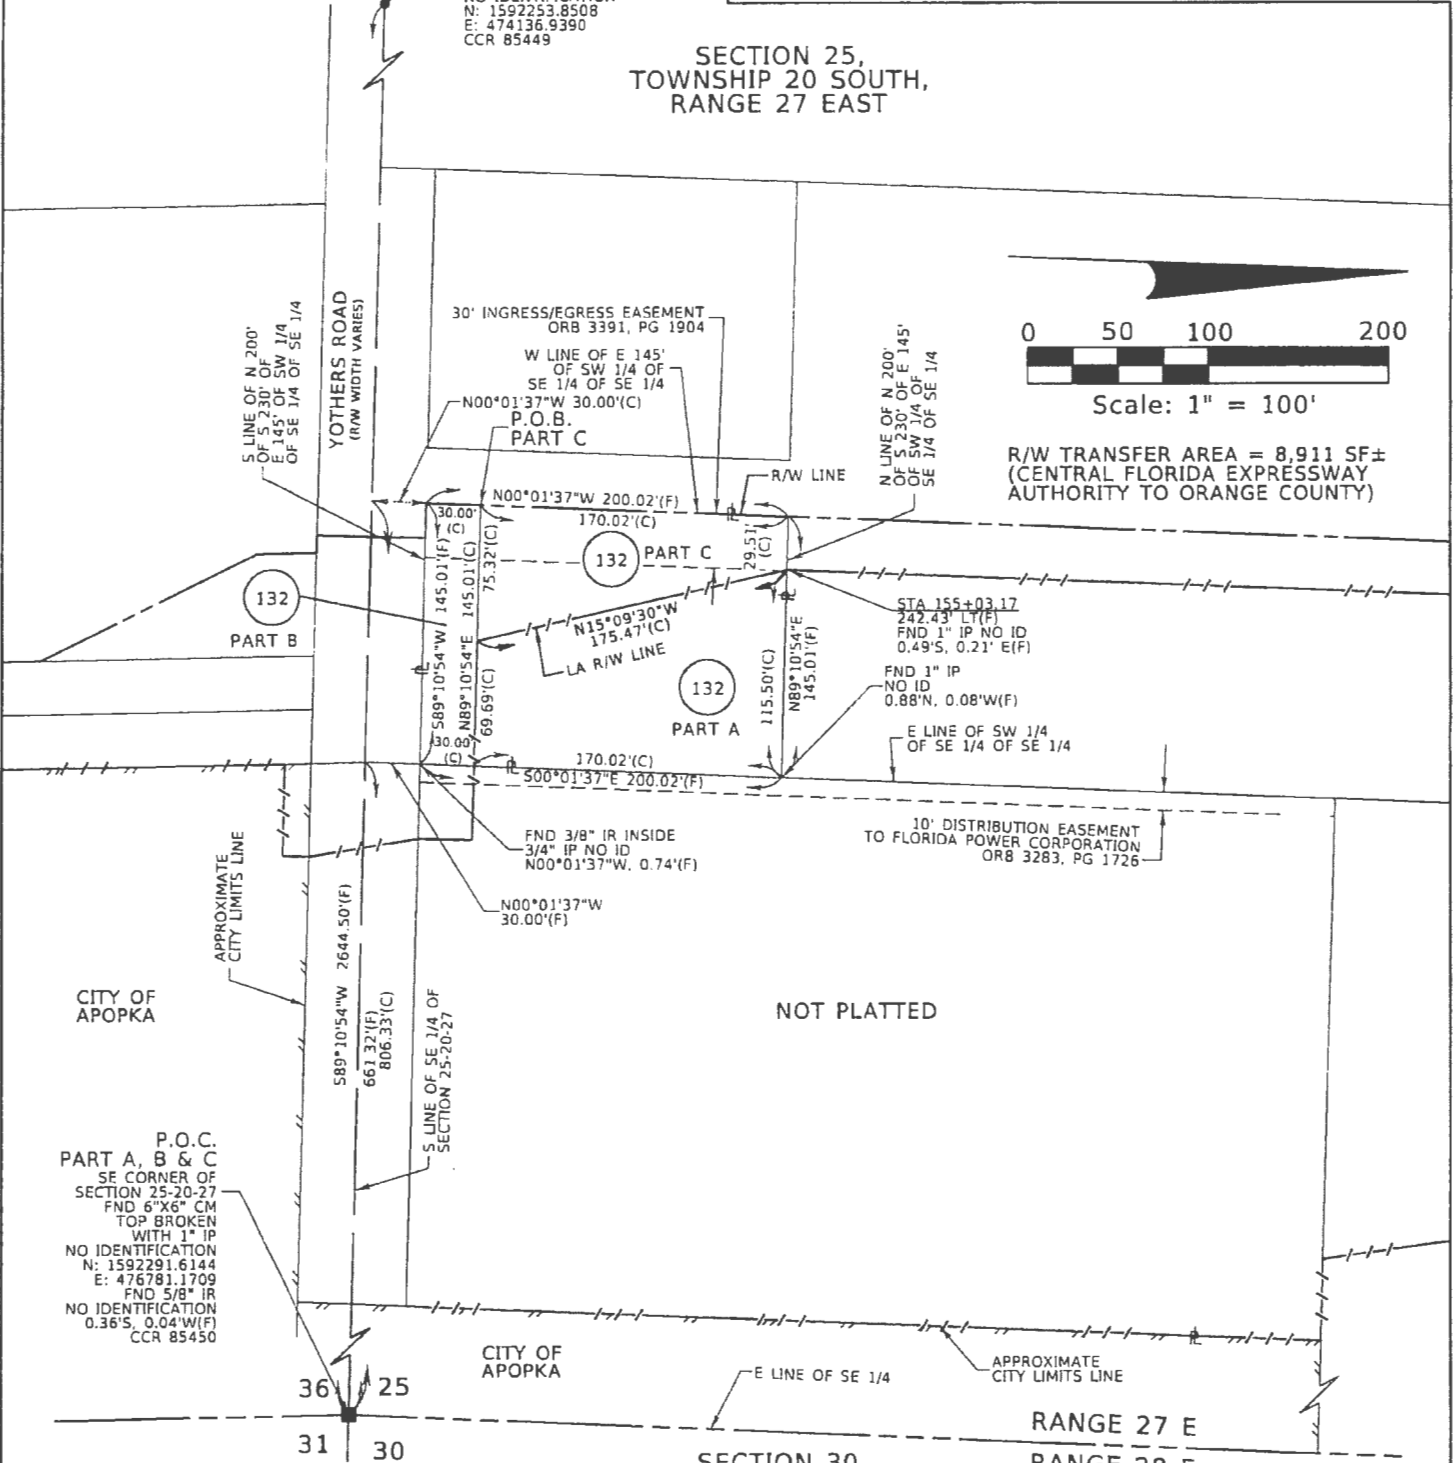 N: 1592253.8508
E: 474136.9390
CCR 85449
SECTION 25,
TOWNSHIP 20 SOUTH,
RANGE 27 EAST
0 50 100 200
Scale: 1" = 100'
R/W TRANSFER AREA = 8,911 SF±
(CENTRAL FLORIDA EXPRESSWAY
AUTHORITY TO ORANGE COUNTY)
YOTHERS ROAD
(R/W WIDTH VARIES)
S LINE OF N 200'
OF S 230' OF
E 145' OF SW 1/4
OF SE 1/4 OF SE 1/4
30' INGRESS/EGRESS EASEMENT
ORB 3391, PG 1904
W LINE OF E 145'
OF SW 1/4 OF
SE 1/4 OF SE 1/4
N00°01'37"W 30.00'(C)
P.O.B.
PART C
N LINE OF N 200'
OF S 230' OF E 145'
OF SW 1/4 OF
SE 1/4 OF SE 1/4
R/W LINE
PL
N00°01'37"W 200.02'(F)
170.02'(C)
30.00'
(C)
75.32'(C)
29.51'
(C)
132
PART C
132
PART B
S89°10'54"W 145.01'(F)
N89°10'54"E 145.01'(C)
69.69'(C)
PL
N15°09'30"W
175.47'(C)
LA R/W LINE
132
PART A
115.50'(C)
N89°10'54"E
145.01'(F)
PL
STA 155+03.17
242.43' LT(F)
FND 1" IP NO ID
0.49'S, 0.21' E(F)
FND 1" IP
NO ID
0.88'N, 0.08'W(F)
E LINE OF SW 1/4
OF SE 1/4 OF SE 1/4
30.00'
(C)
PL
170.02'(C)
S00°01'37"E 200.02'(F)
10' DISTRIBUTION EASEMENT
TO FLORIDA POWER CORPORATION
OR8 3283, PG 1726
FND 3/8" IR INSIDE
3/4" IP NO ID
N00°01'37"W, 0.74'(F)
N00°01'37"W
30.00'(F)
APPROXIMATE
CITY LIMITS LINE
CITY OF
APOPKA
S89°10'54"W 2644.50'(F)
661 32'(F)
806.33'(C)
S LINE OF SE 1/4 OF
SECTION 25-20-27
NOT PLATTED
P.O.C.
PART A, B & C
SE CORNER OF
SECTION 25-20-27
FND 6"X6" CM
TOP BROKEN
WITH 1" IP
NO IDENTIFICATION
N: 1592291.6144
E: 476781.1709
FND 5/8" IR
NO IDENTIFICATION
0.36'S, 0.04'W(F)
CCR 85450
CITY OF
APOPKA
PL
APPROXIMATE
CITY LIMITS LINE
E LINE OF SE 1/4
36 25
31 30
RANGE 27 E
SECTION 30